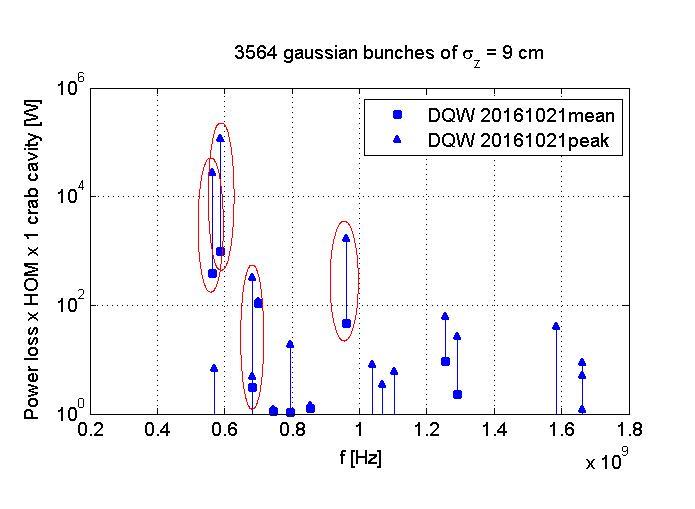 3564 gaussian bunches of σz = 9 cm
Power loss x HOM x 1 crab cavity [W]
10^6
10^4
10^2
10^0
DQW 20161021mean
DQW 20161021peak
0.2 0.4 0.6 0.8 1 1.2 1.4 1.6 1.8
f [Hz]
x 10^9